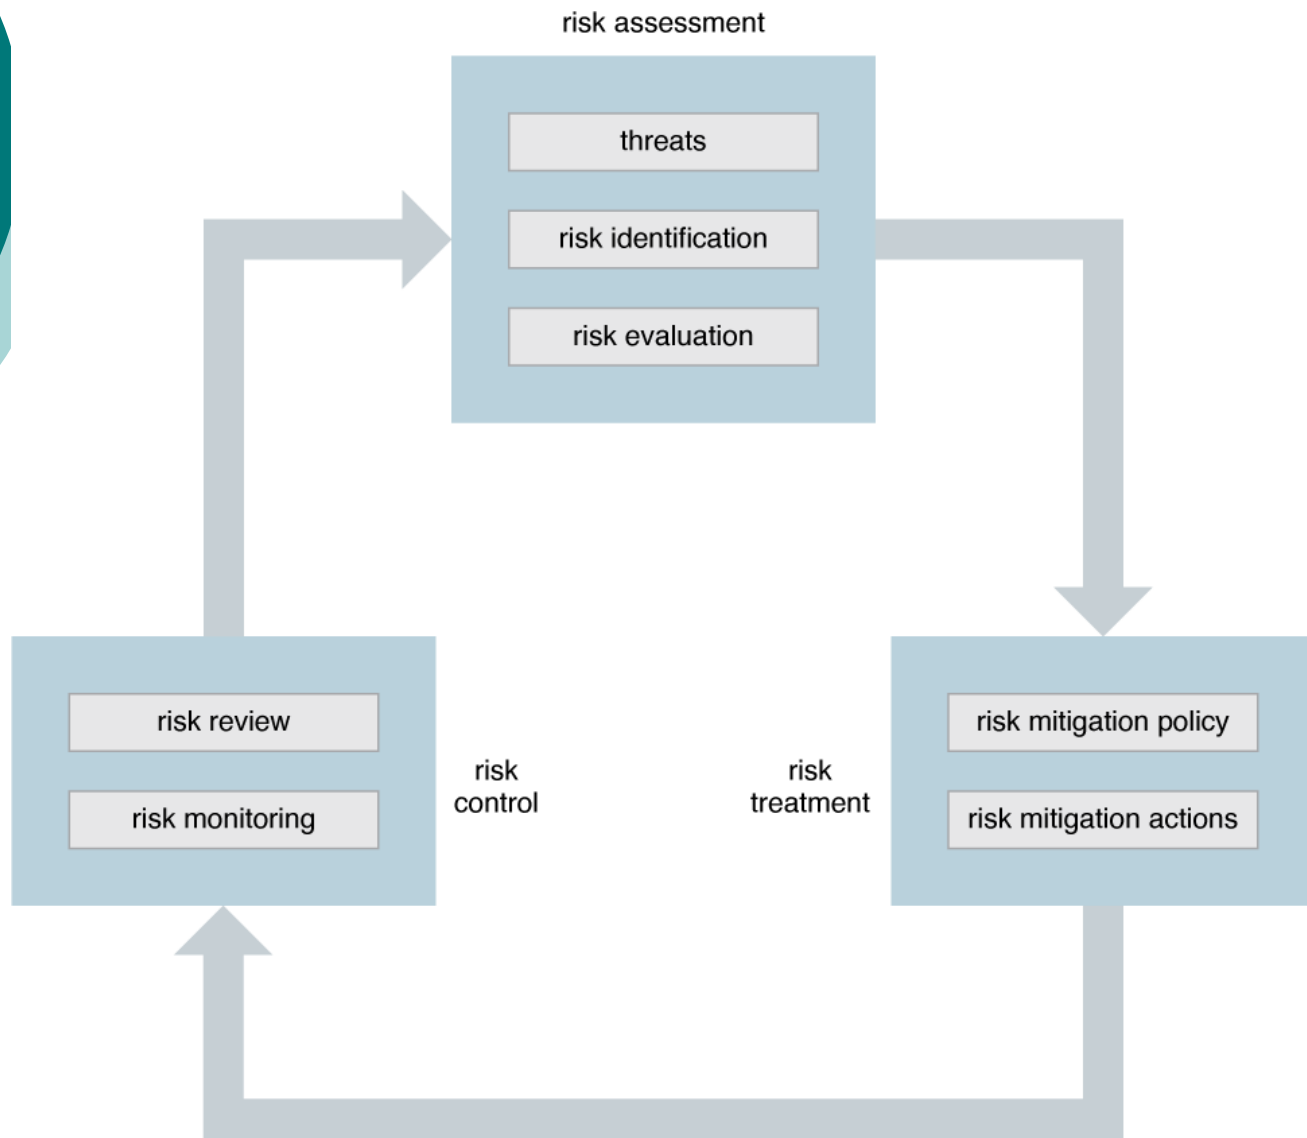 risk assessment
threats
risk identification
risk evaluation
risk review
risk monitoring
risk
control
risk
treatment
risk mitigation policy
risk mitigation actions